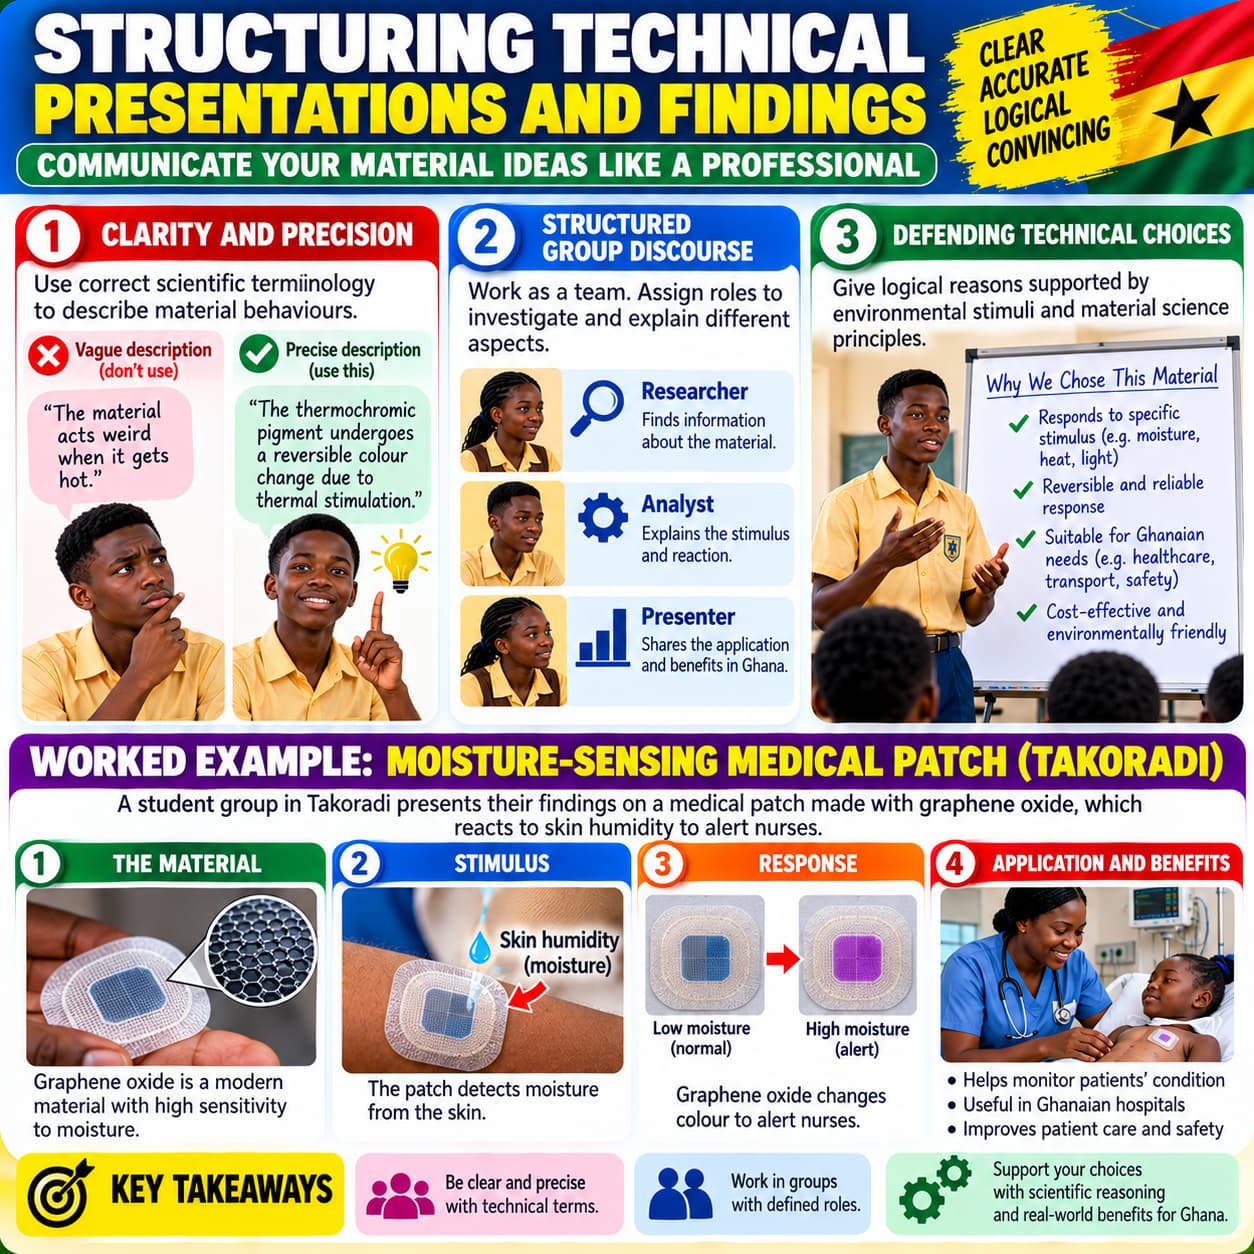 STRUCTURING TECHNICAL
PRESENTATIONS AND FINDINGS
COMMUNICATE YOUR MATERIAL IDEAS LIKE A PROFESSIONAL
CLEAR
ACCURATE
LOGICAL
CONVINCING
1 CLARITY AND PRECISION
Use correct scientific termiinology
to describe material behaviours.
Vague description
(don't use)
"The material
acts weird
when it gets
hot."
Precise description
(use this)
"The thermochromic
pigment undergoes
a reversible colour
change due to
thermal stimulation."
2 STRUCTURED
GROUP DISCOURSE
Work as a team. Assign roles to
investigate and explain different
aspects.
Researcher
Finds information
about the material.
Analyst
Explains the stimulus
and reaction.
Presenter
Shares the application
and benefits in Ghana.
3 DEFENDING TECHNICAL CHOICES
Give logical reasons supported by
environmental stimuli and material science
principles.
Why We Chose This Material
Responds to specific
stimulus (e.g. moisture,
heat, light)
Reversible and reliable
response
Suitable for Ghanaian
needs (e.g. healthcare,
transport, safety)
Cost-effective and
environmentally friendly
WORKED EXAMPLE: MOISTURE-SENSING MEDICAL PATCH (TAKORADI)
A student group in Takoradi presents their findings on a medical patch made with graphene oxide, which
reacts to skin humidity to alert nurses.
1 THE MATERIAL
Graphene oxide is a modern
material with high sensitivity
to moisture.
2 STIMULUS
Skin humidity
(moisture)
The patch detects moisture
from the skin.
3 RESPONSE
Low moisture
(normal)
High moisture
(alert)
Graphene oxide changes
colour to alert nurses.
4 APPLICATION AND BENEFITS
• Helps monitor patients' condition
• Useful in Ghanaian hospitals
• Improves patient care and safety
KEY TAKEAWAYS
Be clear and precise
with technical terms.
Work in groups
with defined roles.
Support your choices
with scientific reasoning
and real-world benefits for Ghana.